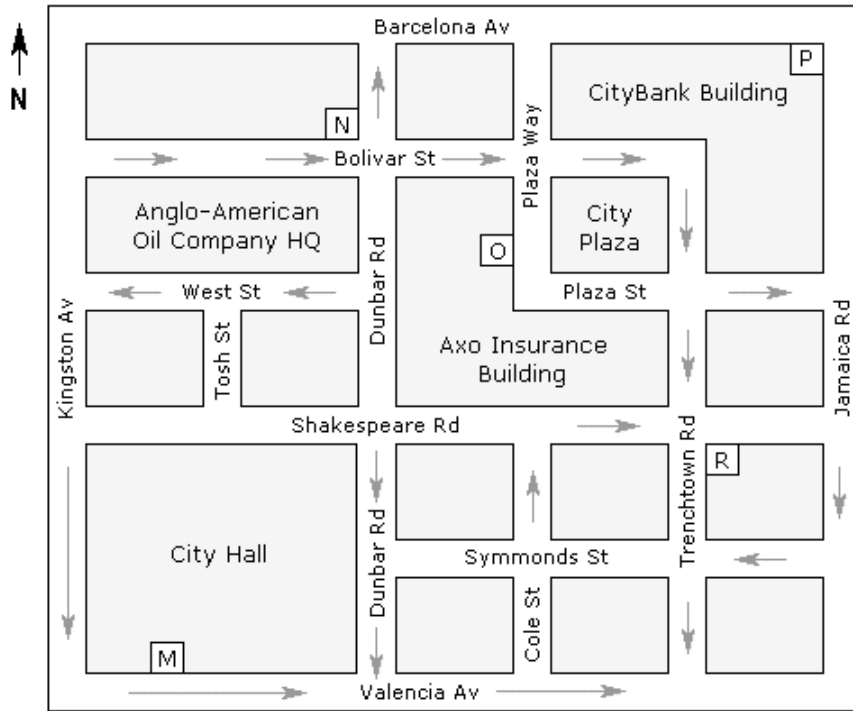 Barcelona Av
N
P
CityBank Building
N
Plaza Way
Bolivar St
Anglo-American
Oil Company HQ
City
Plaza
O
Dunbar Rd
West St
Plaza St
Kingston Av
Tosh St
Axo Insurance
Building
Jamaica Rd
Shakespeare Rd
Trenchtown Rd
R
City Hall
Dunbar Rd
Symmonds St
Cole St
M
Valencia Av